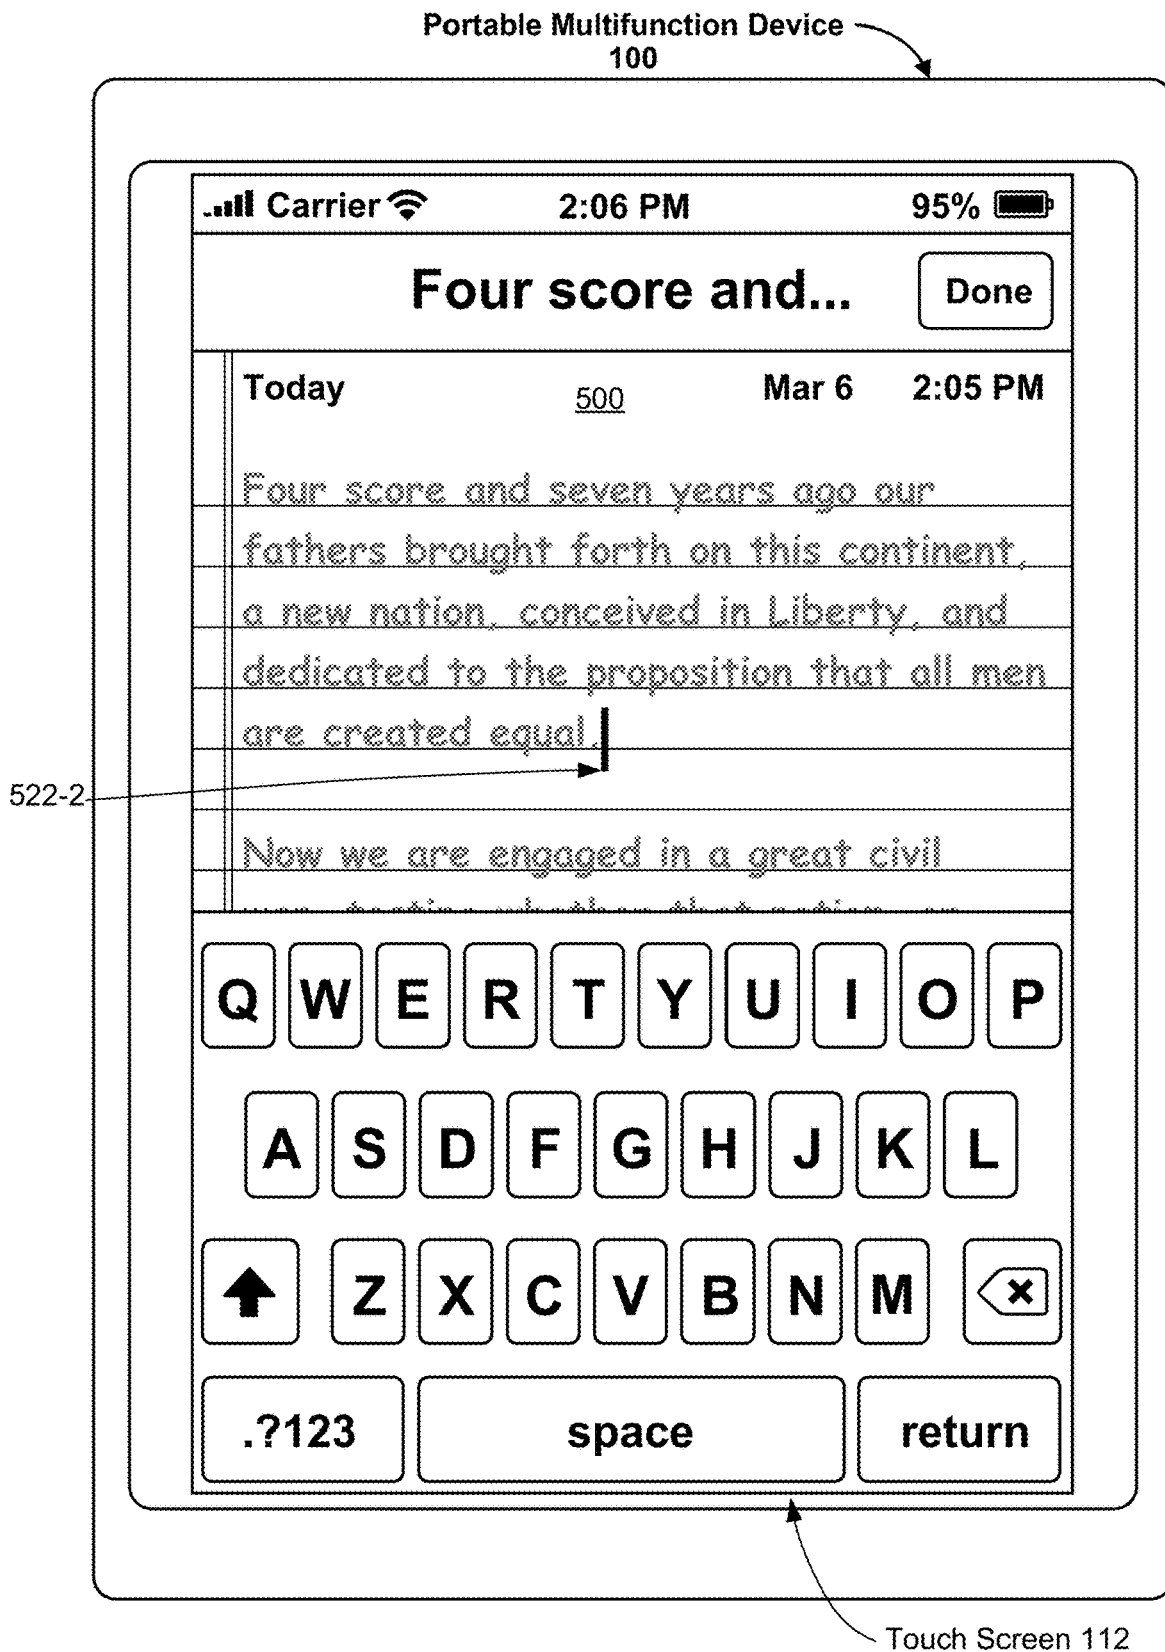 Portable Multifunction Device
100
Carrier 2:06 PM 95%
Four score and... Done
Today 500 Mar 6 2:05 PM
Four score and seven years ago our
fathers brought forth on this continent,
a new nation, conceived in Liberty, and
dedicated to the proposition that all men
are created equal.
522-2
Now we are engaged in a great civil
Q W E R T Y U I O P
A S D F G H J K L
Z X C V B N M
.?123 space return
Touch Screen 112